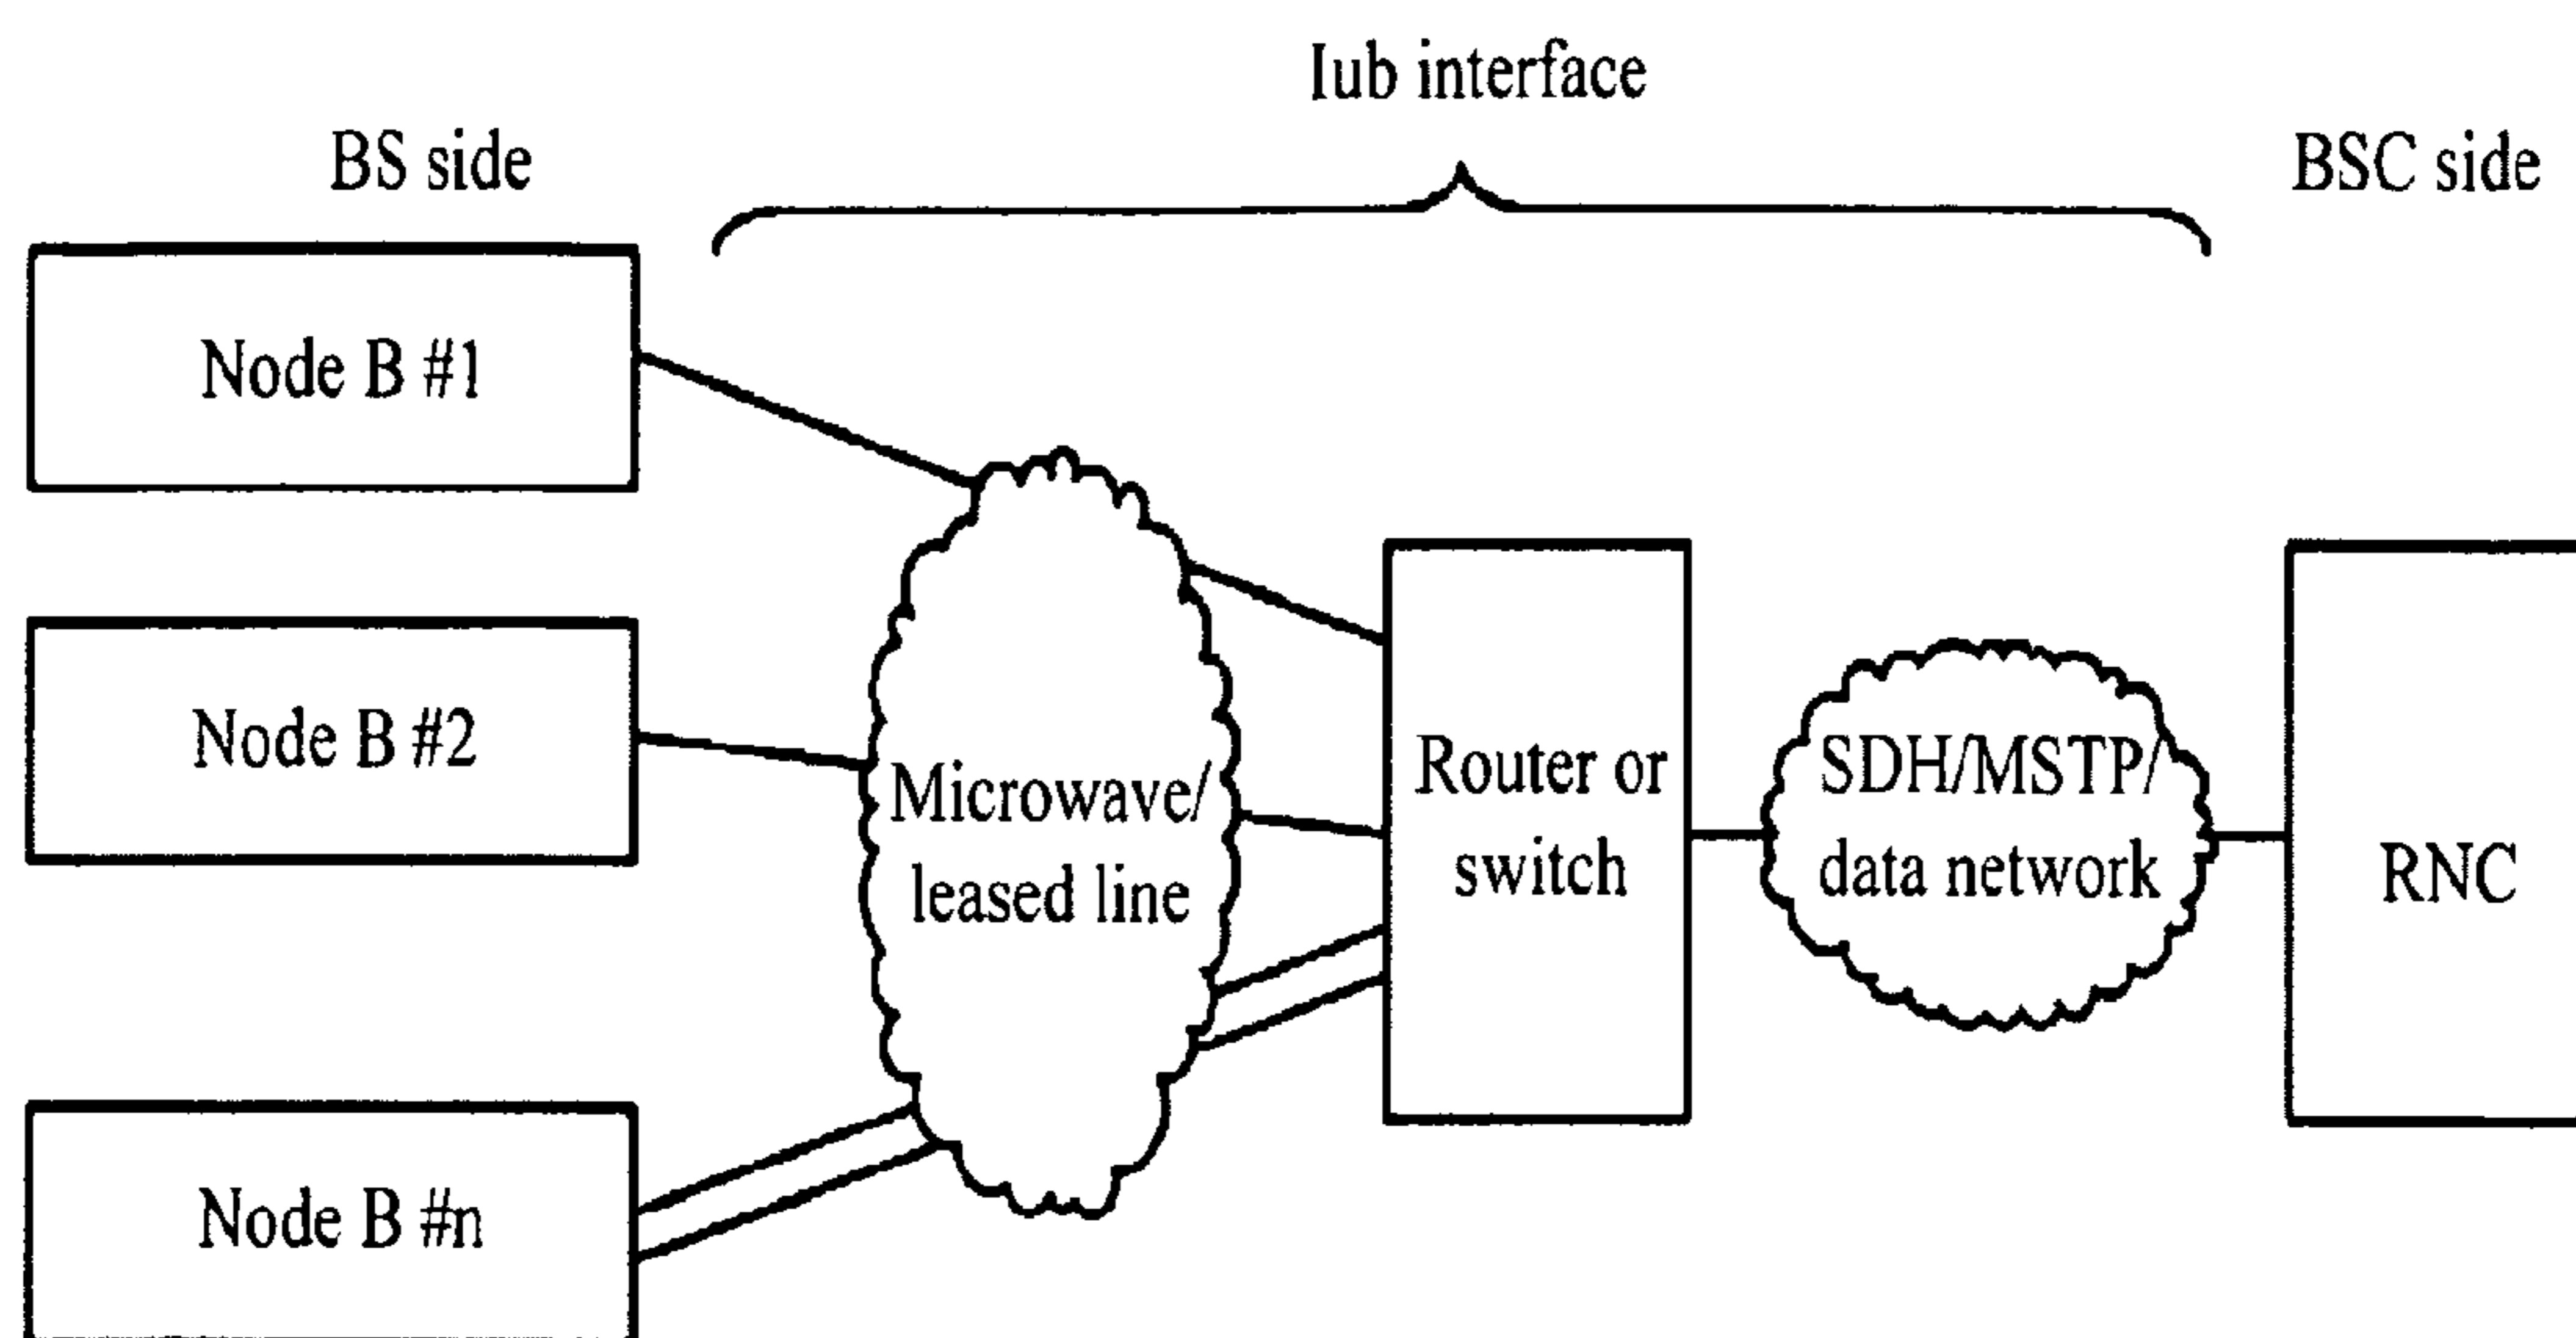 Iub interface
BS side
BSC side
Node B #1
Node B #2
Node B #n
Microwave/
leased line
Router or
switch
SDH/MSTP/
data network
RNC